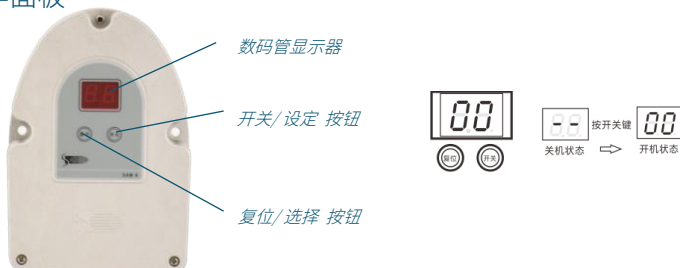 面板
数码管显示器
开关/设定 按钮
复位/选择 按钮
00
复位
开关
--
按开关键
00
关机状态
开机状态